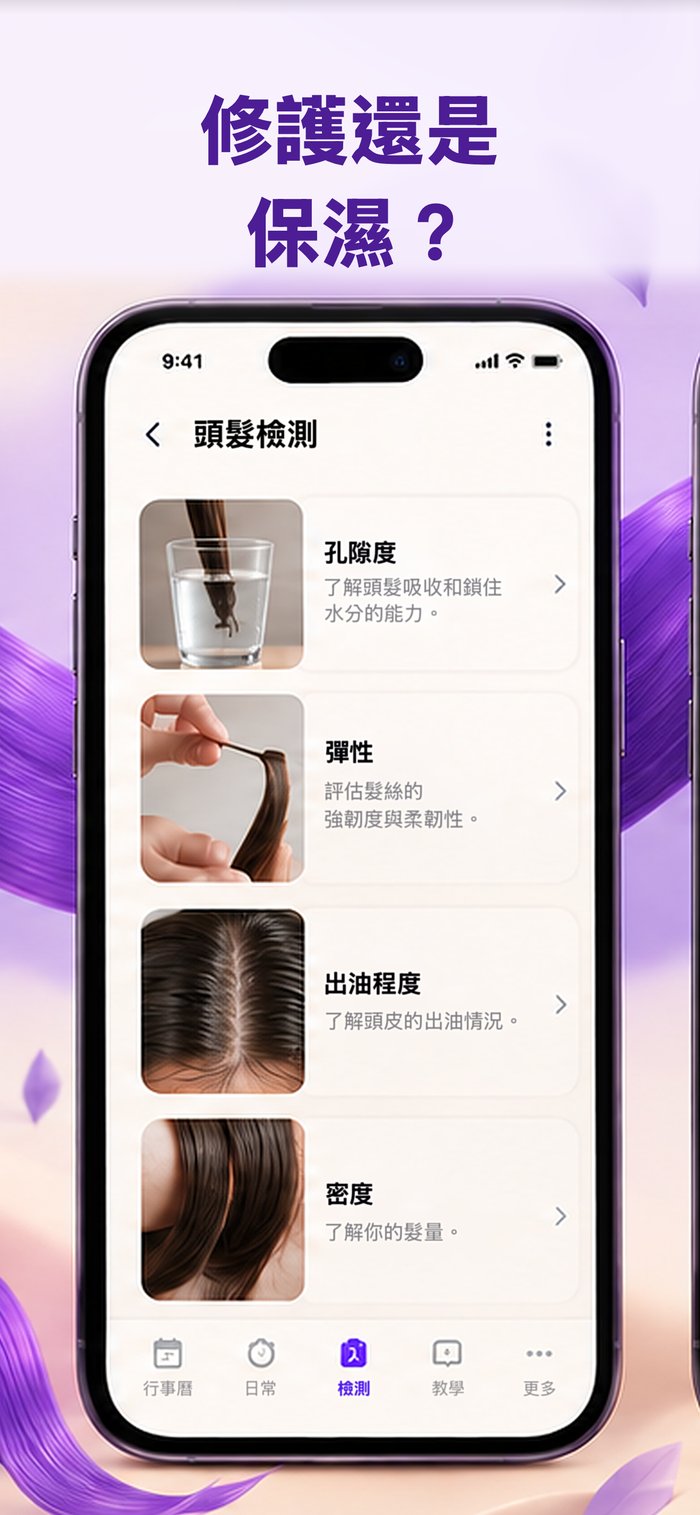 修護還是
保濕？
9:41
頭髮檢測
孔隙度
了解頭髮吸收和鎖住
水分的能力。
彈性
評估髮絲的
強韌度與柔韌性。
出油程度
了解頭皮的出油情況。
密度
了解你的髮量。
行事曆
日常
檢測
教學
更多